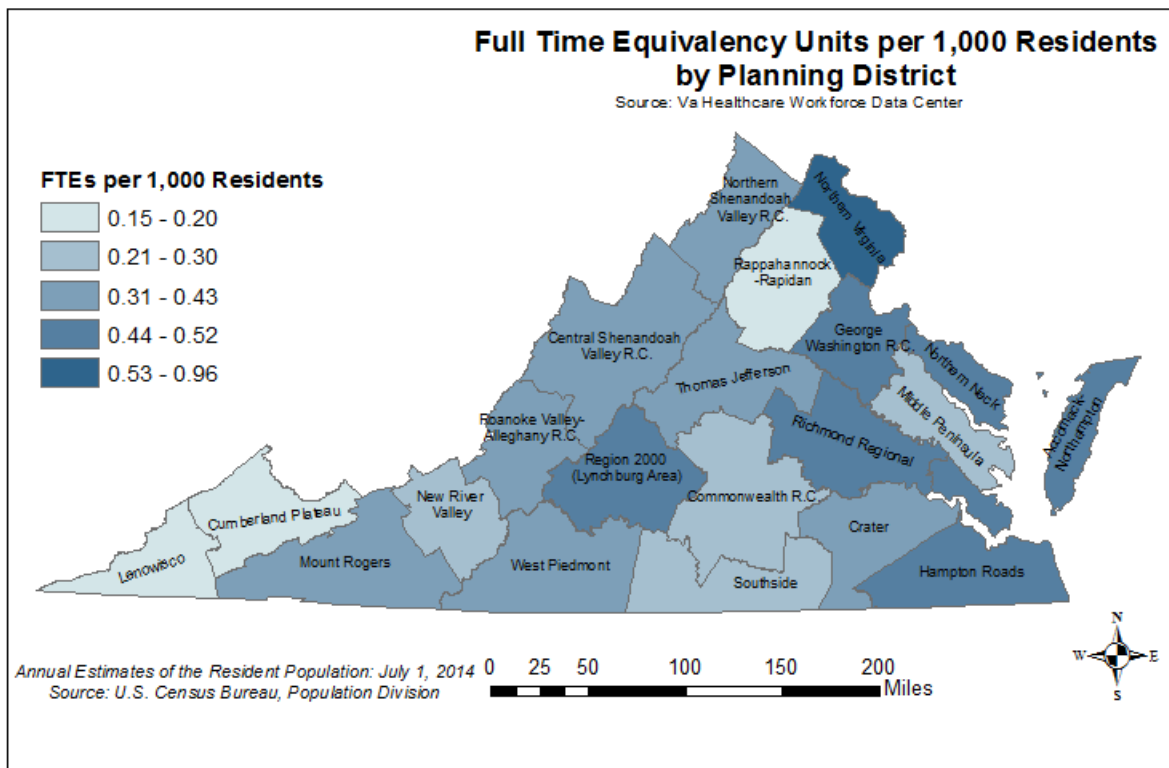 Full Time Equivalency Units per 1,000 Residents
by Planning District
Source: Va Healthcare Workforce Data Center
FTEs per 1,000 Residents
0.15 - 0.20
0.21 - 0.30
0.31 - 0.43
0.44 - 0.52
0.53 - 0.96
Northern
Shenandoah
Valley R.C.
Northern Virginia
Rappahannock
-Rapidan
Central Shenandoah
Valley R.C.
George
Washington R.C.
Northern Neck
Thomas Jefferson
Middle Peninsula
Accomack-
Northampton
Roanoke Valley-
Alleghany R.C.
Richmond Regional
Region 2000
(Lynchburg Area)
New River
Valley
Commonwealth R.C.
Cumberland Plateau
Crater
Lenowisco
Mount Rogers
West Piedmont
Southside
Hampton Roads
Annual Estimates of the Resident Population: July 1, 2014
Source: U.S. Census Bureau, Population Division
0 25 50 100 150 200
Miles
N
W E
S